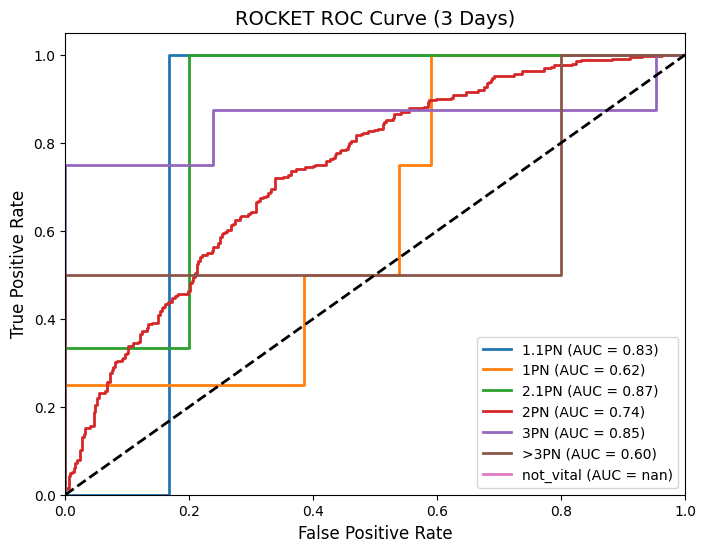 ROCKET ROC Curve (3 Days)
True Positive Rate
1.0
0.8
0.6
0.4
0.2
0.0
0.0 0.2 0.4 0.6 0.8 1.0
False Positive Rate
1.1PN (AUC = 0.83)
1PN (AUC = 0.62)
2.1PN (AUC = 0.87)
2PN (AUC = 0.74)
3PN (AUC = 0.85)
>3PN (AUC = 0.60)
not_vital (AUC = nan)